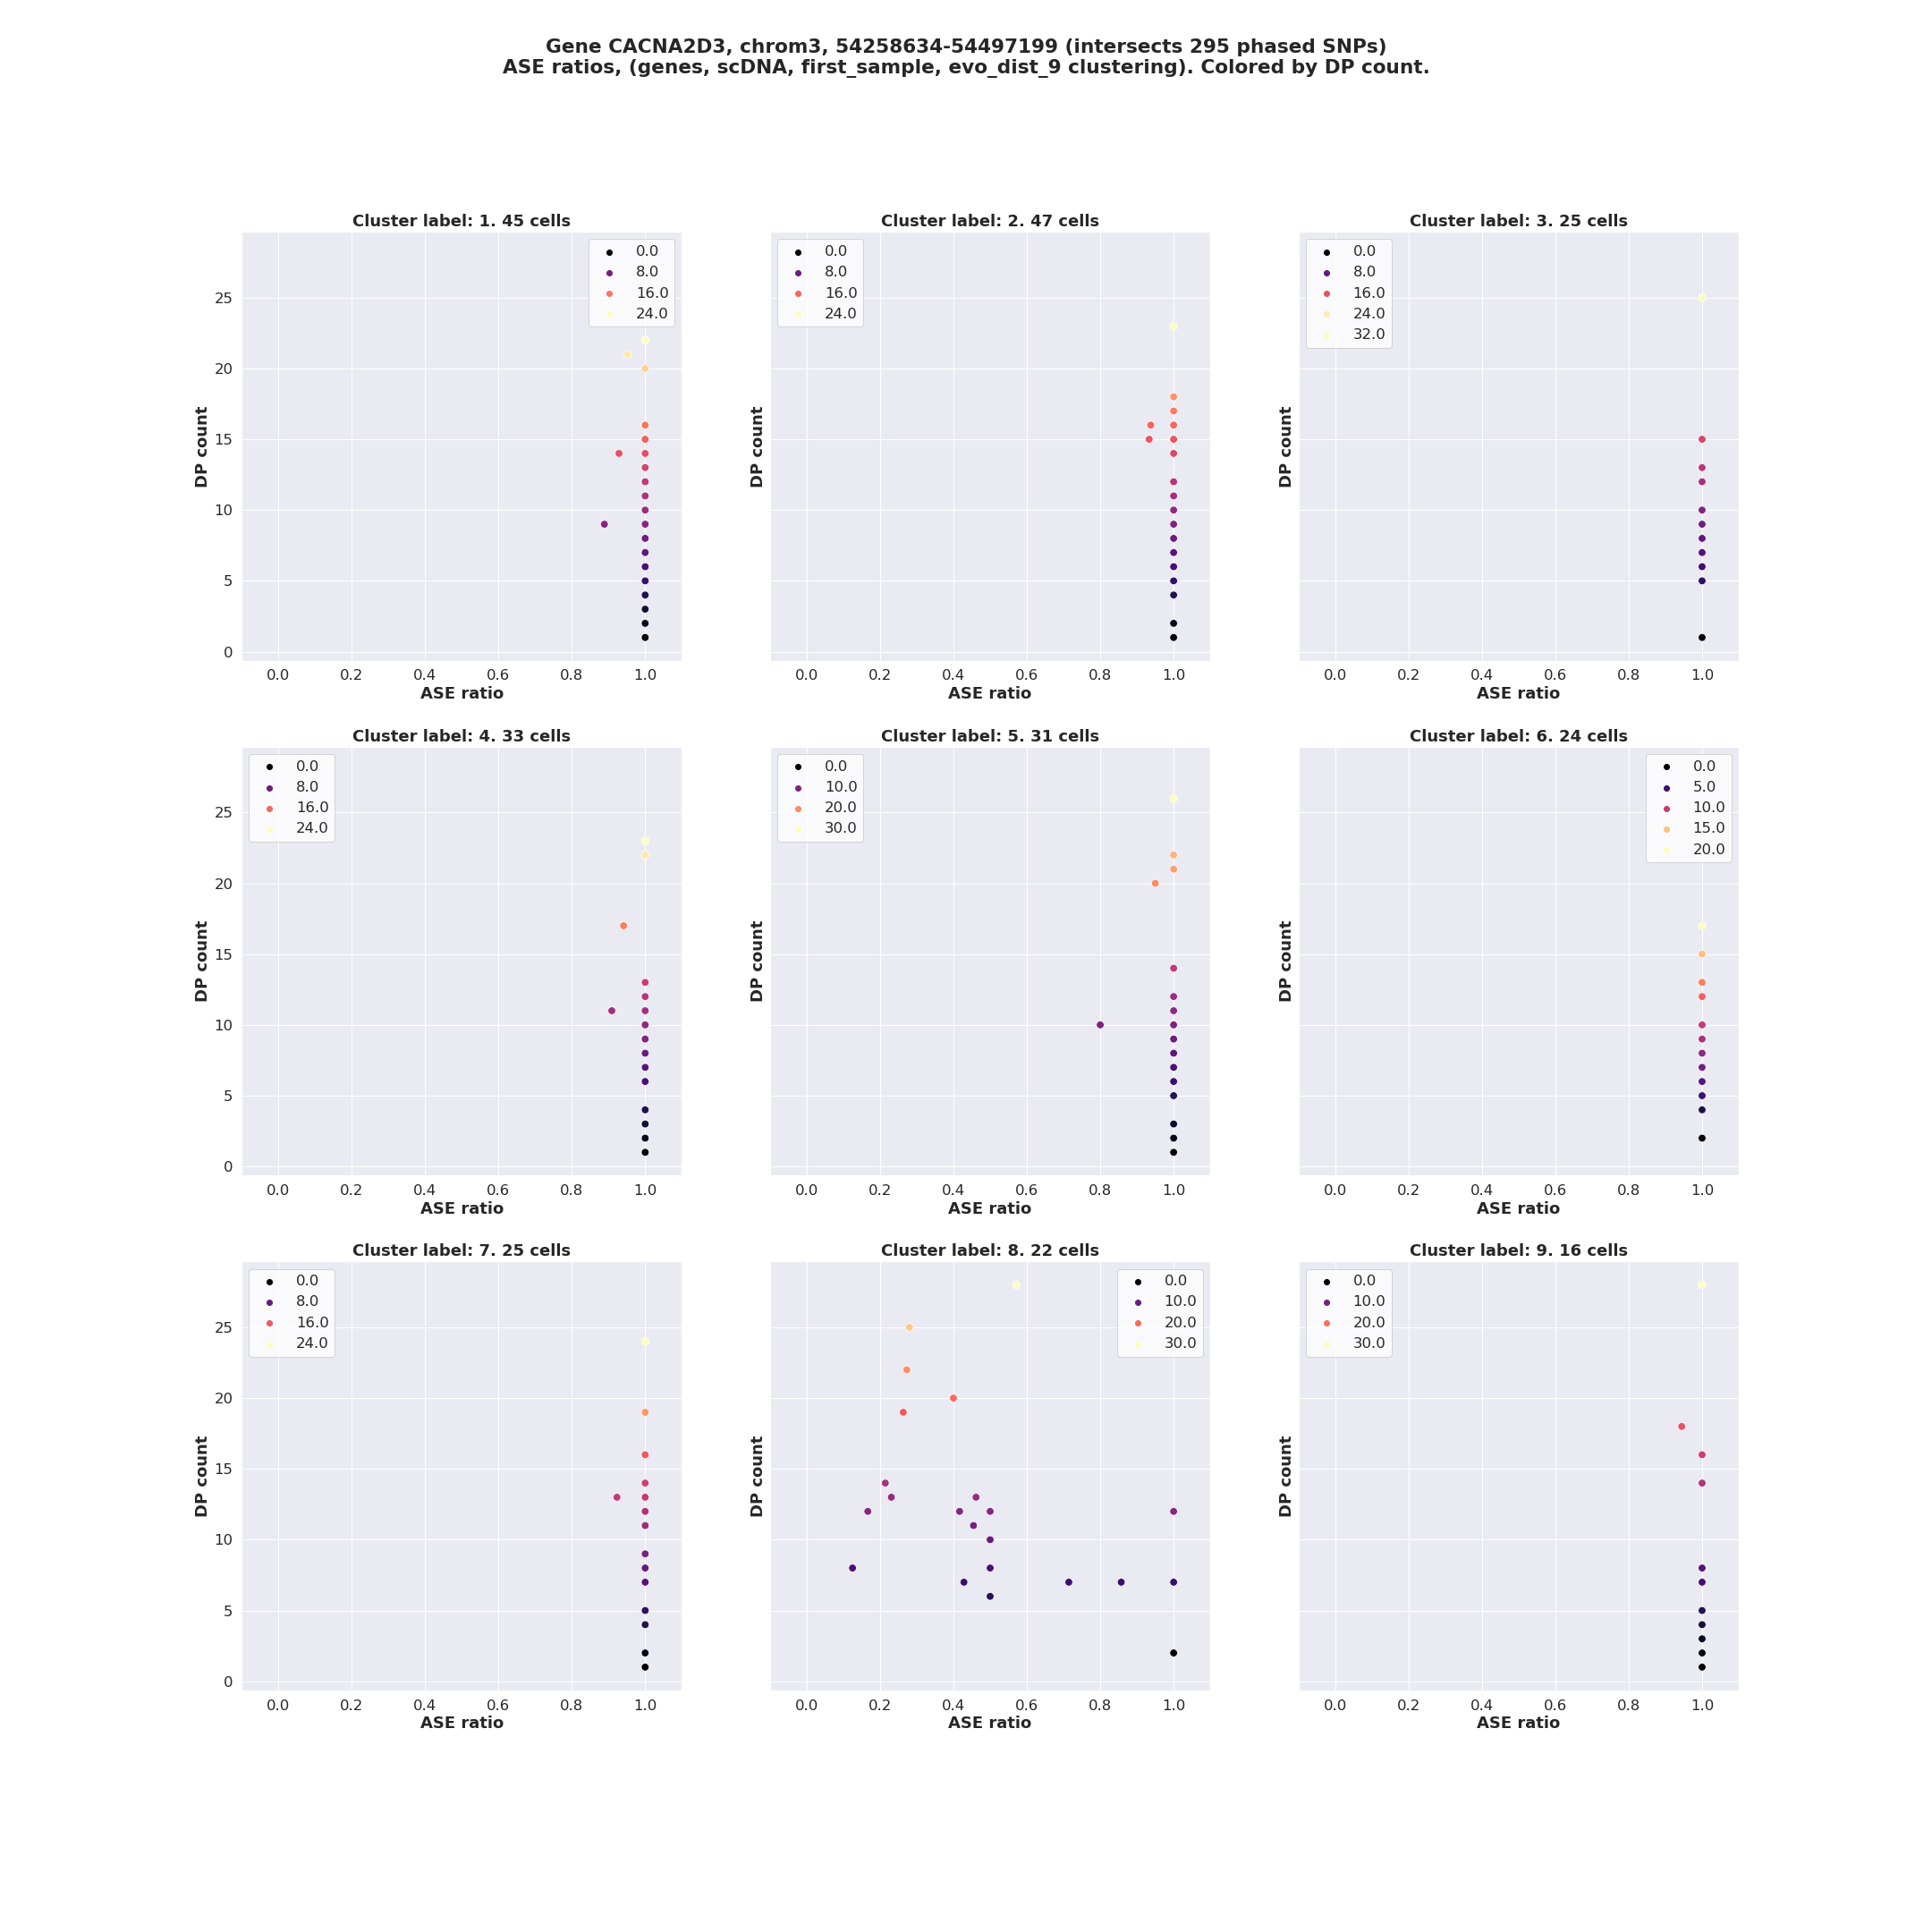 Gene CACNA2D3, chrom3, 54258634-54497199 (intersects 295 phased SNPs)
ASE ratios, (genes, scDNA, first_sample, evo_dist_9 clustering). Colored by DP count.
Cluster label: 1. 45 cells
0.0
8.0
16.0
24.0
DP count
25
20
15
10
5
0
0.0 0.2 0.4 0.6 0.8 1.0
ASE ratio
Cluster label: 2. 47 cells
0.0
8.0
16.0
24.0
DP count
0.0 0.2 0.4 0.6 0.8 1.0
ASE ratio
Cluster label: 3. 25 cells
0.0
8.0
16.0
24.0
32.0
DP count
0.0 0.2 0.4 0.6 0.8 1.0
ASE ratio
Cluster label: 4. 33 cells
0.0
8.0
16.0
24.0
DP count
25
20
15
10
5
0
0.0 0.2 0.4 0.6 0.8 1.0
ASE ratio
Cluster label: 5. 31 cells
0.0
10.0
20.0
30.0
DP count
0.0 0.2 0.4 0.6 0.8 1.0
ASE ratio
Cluster label: 6. 24 cells
0.0
5.0
10.0
15.0
20.0
DP count
0.0 0.2 0.4 0.6 0.8 1.0
ASE ratio
Cluster label: 7. 25 cells
0.0
8.0
16.0
24.0
DP count
25
20
15
10
5
0
0.0 0.2 0.4 0.6 0.8 1.0
ASE ratio
Cluster label: 8. 22 cells
0.0
10.0
20.0
30.0
DP count
0.0 0.2 0.4 0.6 0.8 1.0
ASE ratio
Cluster label: 9. 16 cells
0.0
10.0
20.0
30.0
DP count
0.0 0.2 0.4 0.6 0.8 1.0
ASE ratio